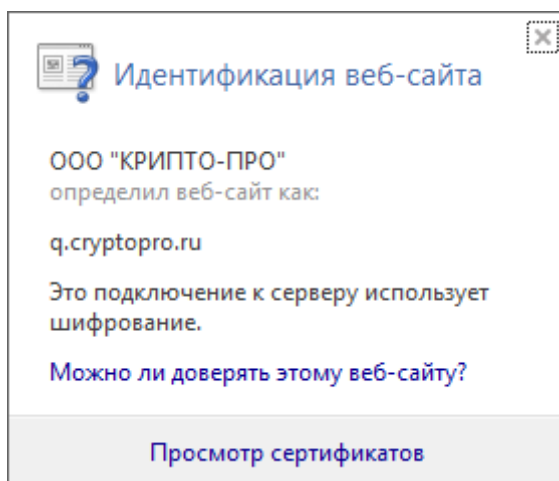 Идентификация веб-сайта
ООО "КРИПТО-ПРО"
определил веб-сайт как:
q.cryptopro.ru
Это подключение к серверу использует
шифрование.
Можно ли доверять этому веб-сайту?
Просмотр сертификатов